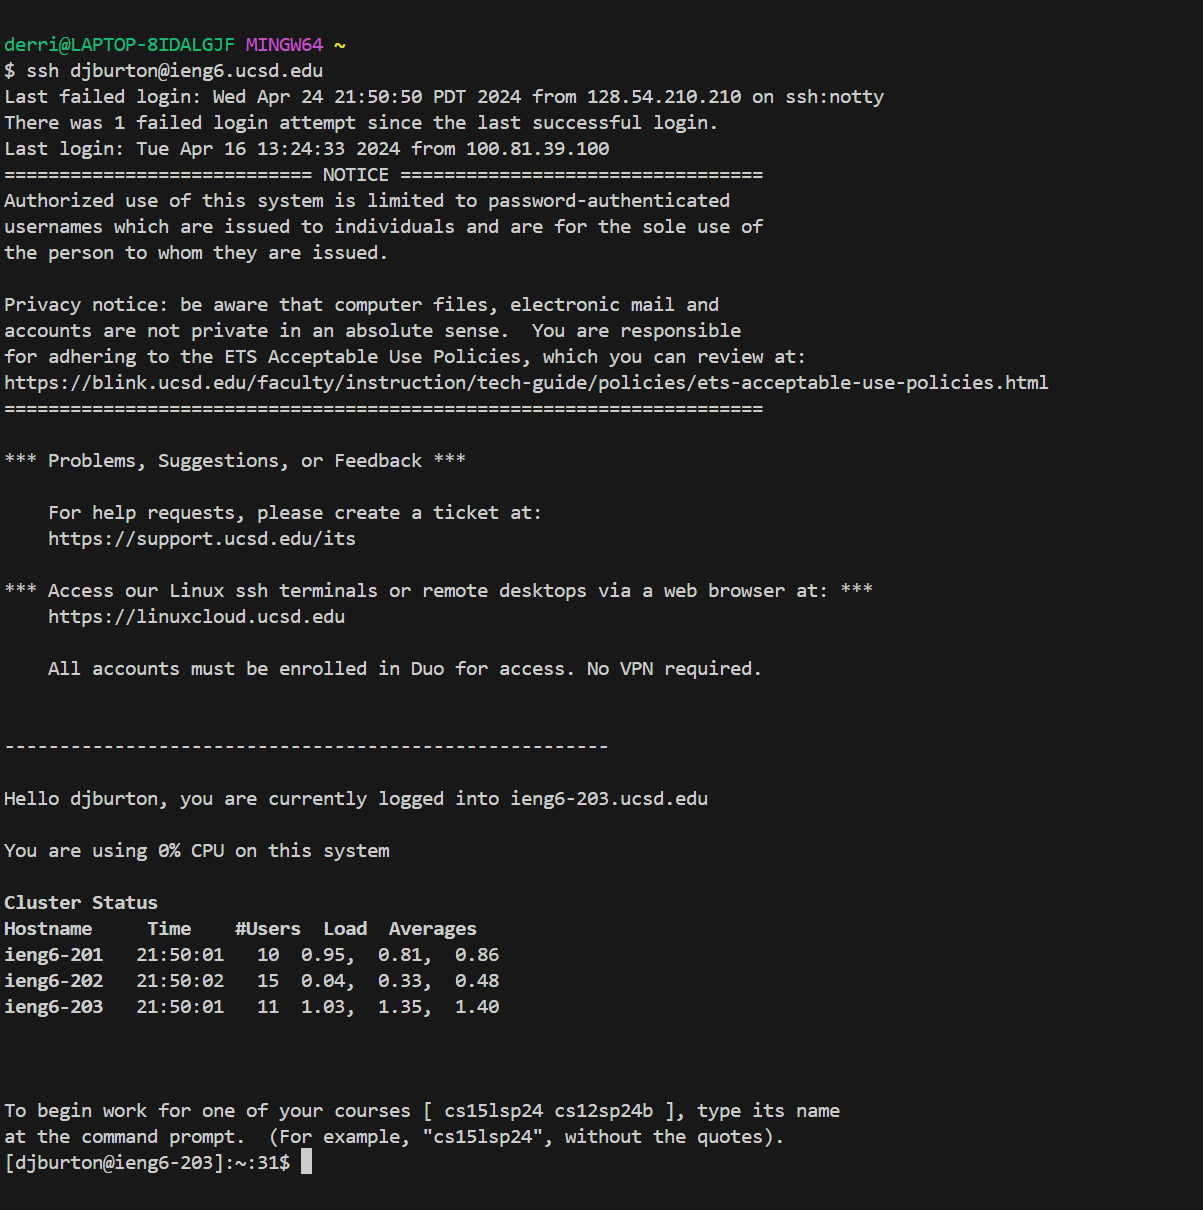 derri@LAPTOP-8IDALGJF MINGW64 ~
$ ssh djburton@ieng6.ucsd.edu
Last failed login: Wed Apr 24 21:50:50 PDT 2024 from 128.54.210.210 on ssh:notty
There was 1 failed login attempt since the last successful login.
Last login: Tue Apr 16 13:24:33 2024 from 100.81.39.100
============================ NOTICE =================================
Authorized use of this system is limited to password-authenticated
usernames which are issued to individuals and are for the sole use of
the person to whom they are issued.

Privacy notice: be aware that computer files, electronic mail and
accounts are not private in an absolute sense.  You are responsible
for adhering to the ETS Acceptable Use Policies, which you can review at:
https://blink.ucsd.edu/faculty/instruction/tech-guide/policies/ets-acceptable-use-policies.html
=====================================================================

*** Problems, Suggestions, or Feedback ***

    For help requests, please create a ticket at:
    https://support.ucsd.edu/its

*** Access our Linux ssh terminals or remote desktops via a web browser at: ***
    https://linuxcloud.ucsd.edu

    All accounts must be enrolled in Duo for access. No VPN required.

-------------------------------------------------------

Hello djburton, you are currently logged into ieng6-203.ucsd.edu

You are using 0% CPU on this system

Cluster Status
Hostname     Time    #Users  Load  Averages
ieng6-201   21:50:01   10  0.95,  0.81,  0.86
ieng6-202   21:50:02   15  0.04,  0.33,  0.48
ieng6-203   21:50:01   11  1.03,  1.35,  1.40

To begin work for one of your courses [ cs15lsp24 cs12sp24b ], type its name
at the command prompt.  (For example, "cs15lsp24", without the quotes).
[djburton@ieng6-203]:~:31$